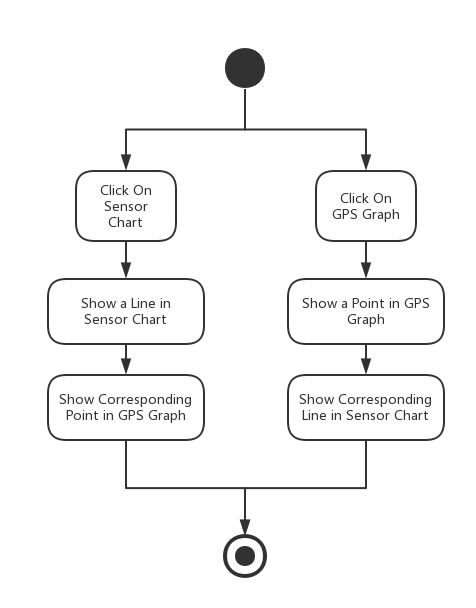 Click On
Sensor
Chart
Click On
GPS Graph
Show a Line in
Sensor Chart
Show a Point in GPS
Graph
Show Corresponding
Point in GPS Graph
Show Corresponding
Line in Sensor Chart